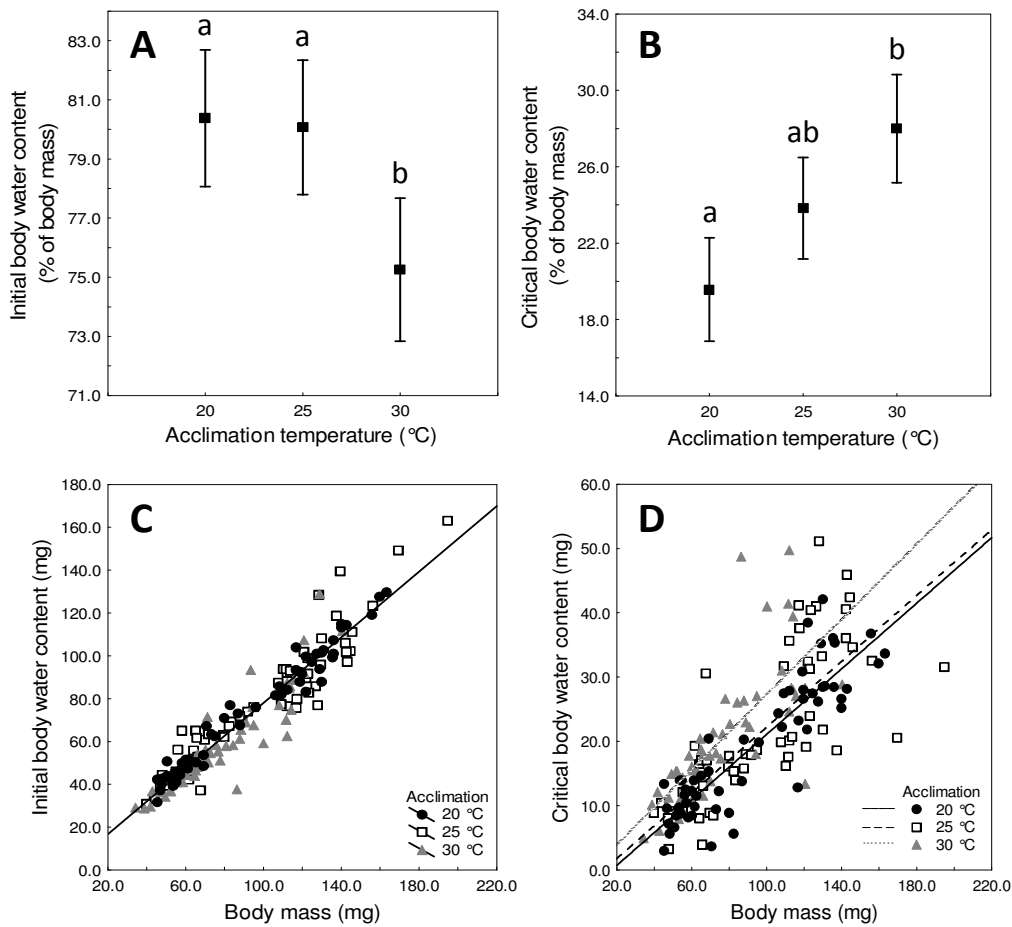 A
a
a
b
83.0
81.0
79.0
77.0
75.0
73.0
71.0
Initial body water content
(% of body mass)
20
25
30
Acclimation temperature (°C)
B
a
ab
b
34.0
30.0
26.0
22.0
18.0
14.0
Critical body water content
(% of body mass)
20
25
30
Acclimation temperature (°C)
C
180.0
160.0
140.0
120.0
100.0
80.0
60.0
40.0
20.0
0.0
Initial body water content (mg)
Acclimation
20 °C
25 °C
30 °C
20.0 60.0 100.0 140.0 180.0 220.0
Body mass (mg)
D
60.0
50.0
40.0
30.0
20.0
10.0
0.0
Critical body water content (mg)
Acclimation
20 °C
25 °C
30 °C
20.0 60.0 100.0 140.0 180.0 220.0
Body mass (mg)